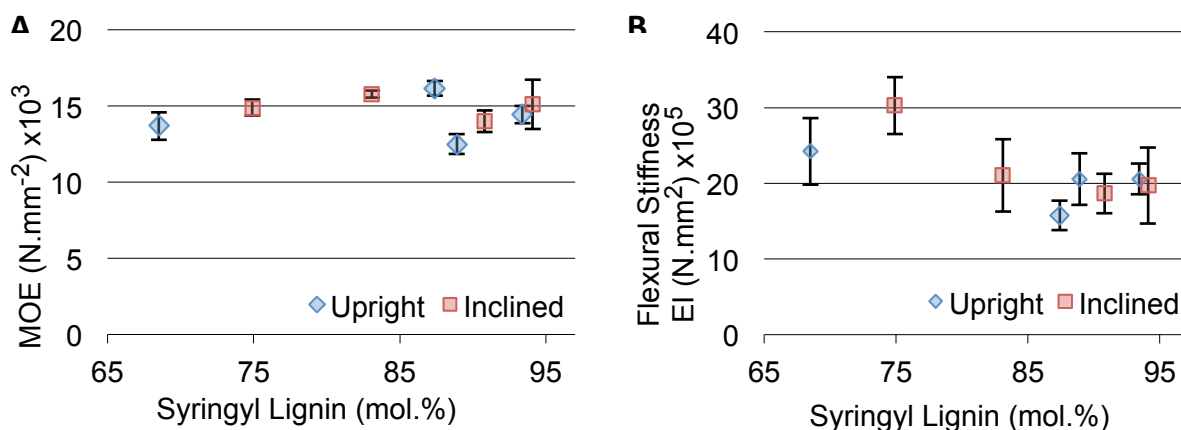 A
20
15
10
5
0
MOE (N.mm⁻²) x10³
Upright Inclined
65 75 85 95
Syringyl Lignin (mol.%)
B
40
30
20
10
0
Flexural Stiffness
EI (N.mm²) x10⁵
Upright Inclined
65 75 85 95
Syringyl Lignin (mol.%)